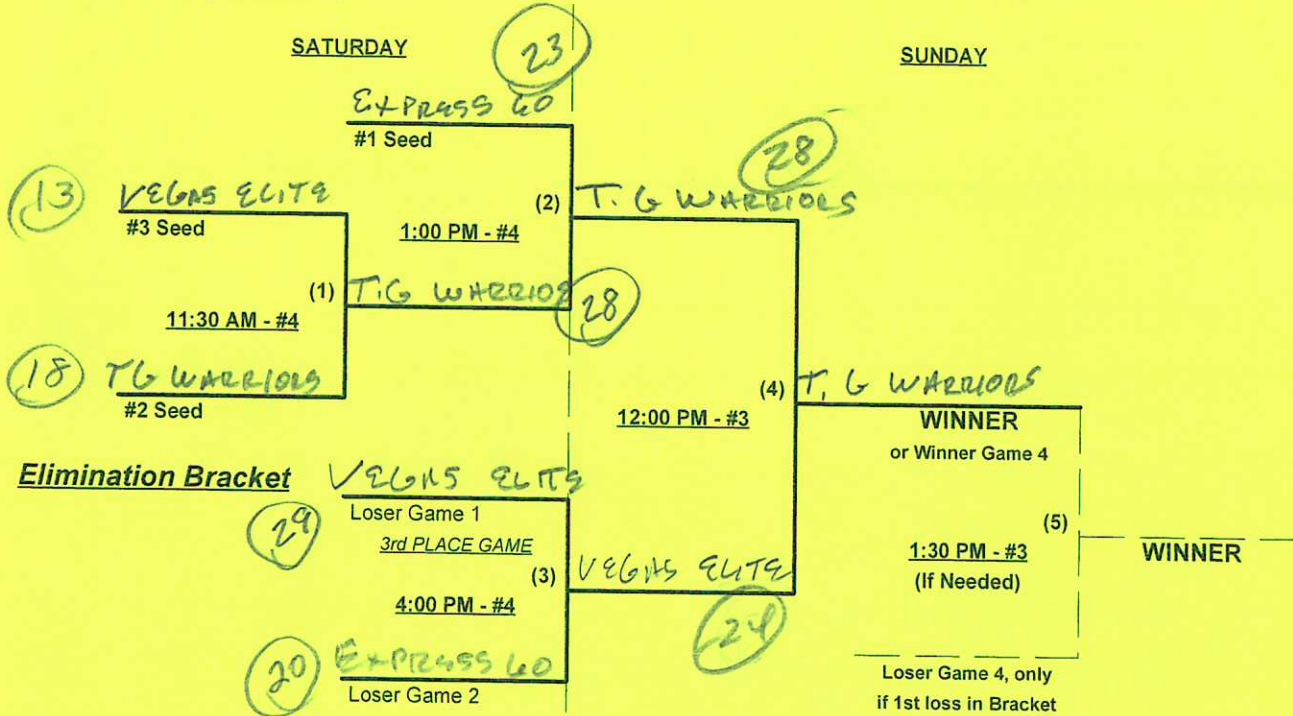 SATURDAY
SUNDAY
23
EXPRESS 60
#1 Seed
28
13
VEGAS ELITE
#3 Seed
(2)
T. G WARRIORS
1:00 PM - #4
(1)
T.G WARRIOR
28
11:30 AM - #4
18
TG WARRIORS
#2 Seed
(4)
T. G WARRIORS
12:00 PM - #3
WINNER
or Winner Game 4
Elimination Bracket
VEGAS ELITE
Loser Game 1
29
3rd PLACE GAME
(5)
1:30 PM - #3
WINNER
(If Needed)
(3)
VEGAS ELITE
4:00 PM - #4
24
20
EXPRESS 60
Loser Game 2
Loser Game 4, only
if 1st loss in Bracket